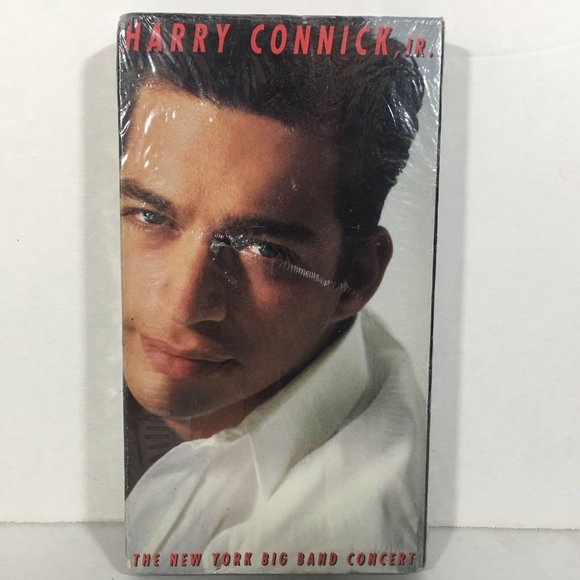 HARRY CONNICK, JR.
THE NEW YORK BIG BAND CONCERT